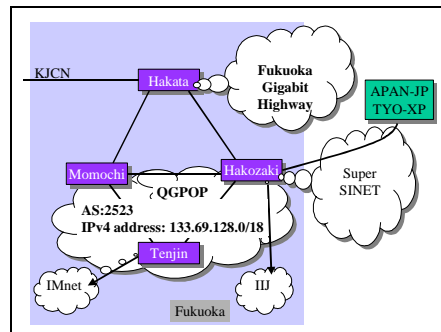 KJCN
Hakata
Fukuoka
Gigabit
Highway
APAN-JP
TYO-XP
Momochi
Hakozaki
QGPOP
Super
SINET
AS:2523
IPv4 address: 133.69.128.0/18
Tenjin
IMnet
IIJ
Fukuoka